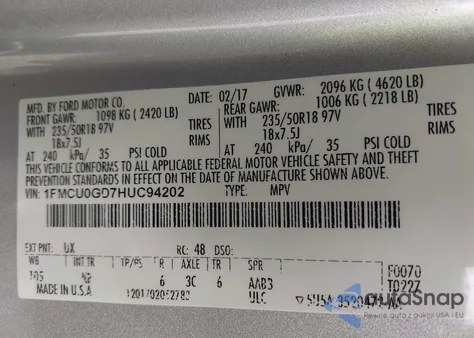 MFD. BY FORD MOTOR CO.
DATE: 02/17 GVWR: 2096 KG ( 4620 LB)
FRONT GAWR: 1098 KG ( 2420 LB) REAR GAWR: 1006 KG ( 2218 LB)
WITH 235/50R18 97V TIRES WITH 235/50R18 97V TIRES
18x7.5J RIMS 18x7.5J RIMS
AT 240 kPa/ 35 PSI COLD AT 240 kPa/ 35 PSI COLD
THIS VEHICLE CONFORMS TO ALL APPLICABLE FEDERAL MOTOR VEHICLE SAFETY AND THEFT
PREVENTION STANDARDS IN EFFECT ON THE DATE OF MANUFACTURE SHOWN ABOVE.
VIN: 1FMCU0GD7HUC94202 TYPE: MPV
EXT PNT: UX RC: 48 DSO:
WB INT TR TP/PS R AXLE TR SPR F0070
105 6 3C 6 AAB3 T0227
MADE IN U.S.A ULC
autoSnap
Rêwne auto z aukcji USA i EU